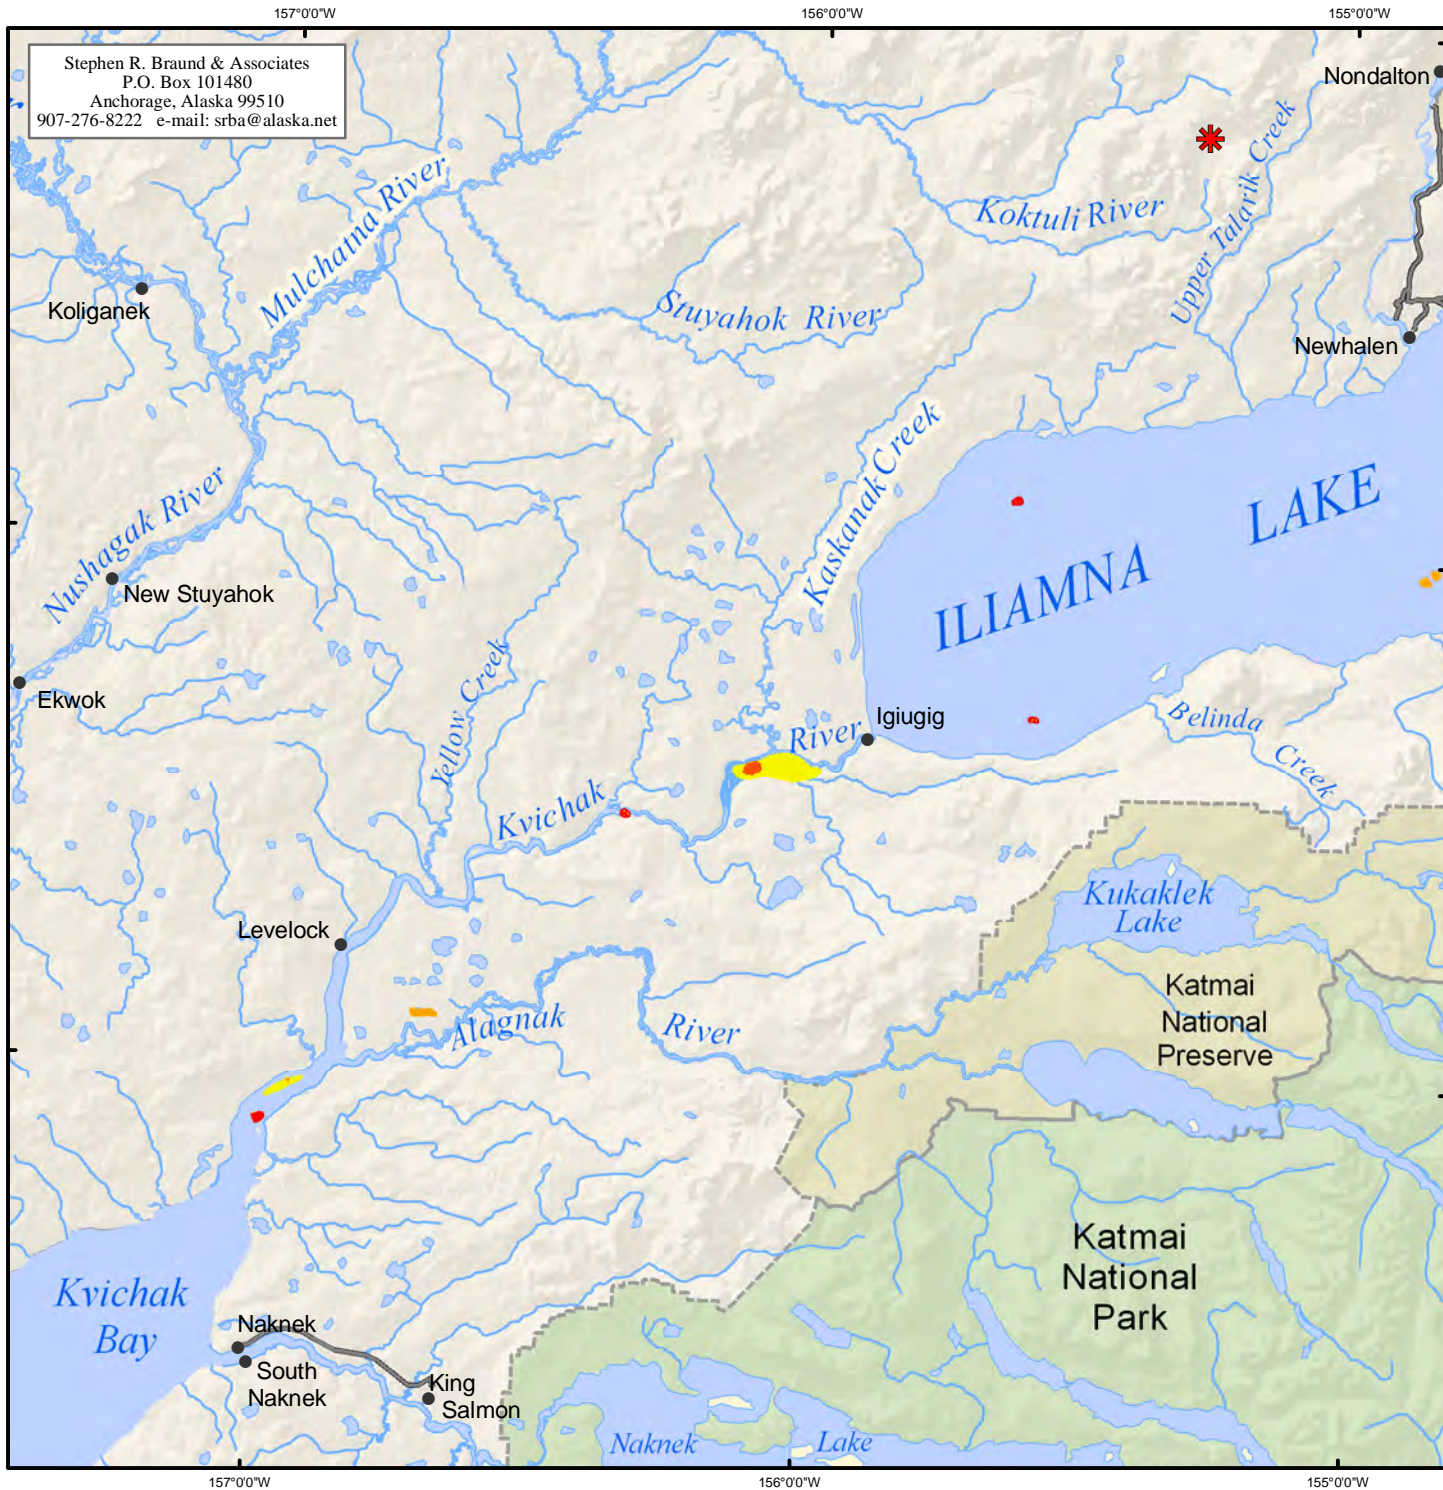 157°0'0"W
156°0'0"W
155°0'0"W
Stephen R. Braund & Associates
P.O. Box 101480
Anchorage, Alaska 99510
907-276-8222 e-mail: srba@alaska.net
Nondalton
Mulchatna River
Koktuli River
Upper Talarik Creek
Koliganek
Stuyahok River
Newhalen
Kaskanak Creek
Nushagak River
ILIAMNA LAKE
New Stuyahok
Ekwok
Yellow Creek
Igiugig
Belinda Creek
Kvichak River
Kukaklek
Lake
Levelock
Katmai
National
Preserve
Alagnak River
Katmai
National
Park
Kvichak
Bay
Naknek
South
Naknek
King
Salmon
Naknek Lake
157°0'0"W
156°0'0"W
155°0'0"W